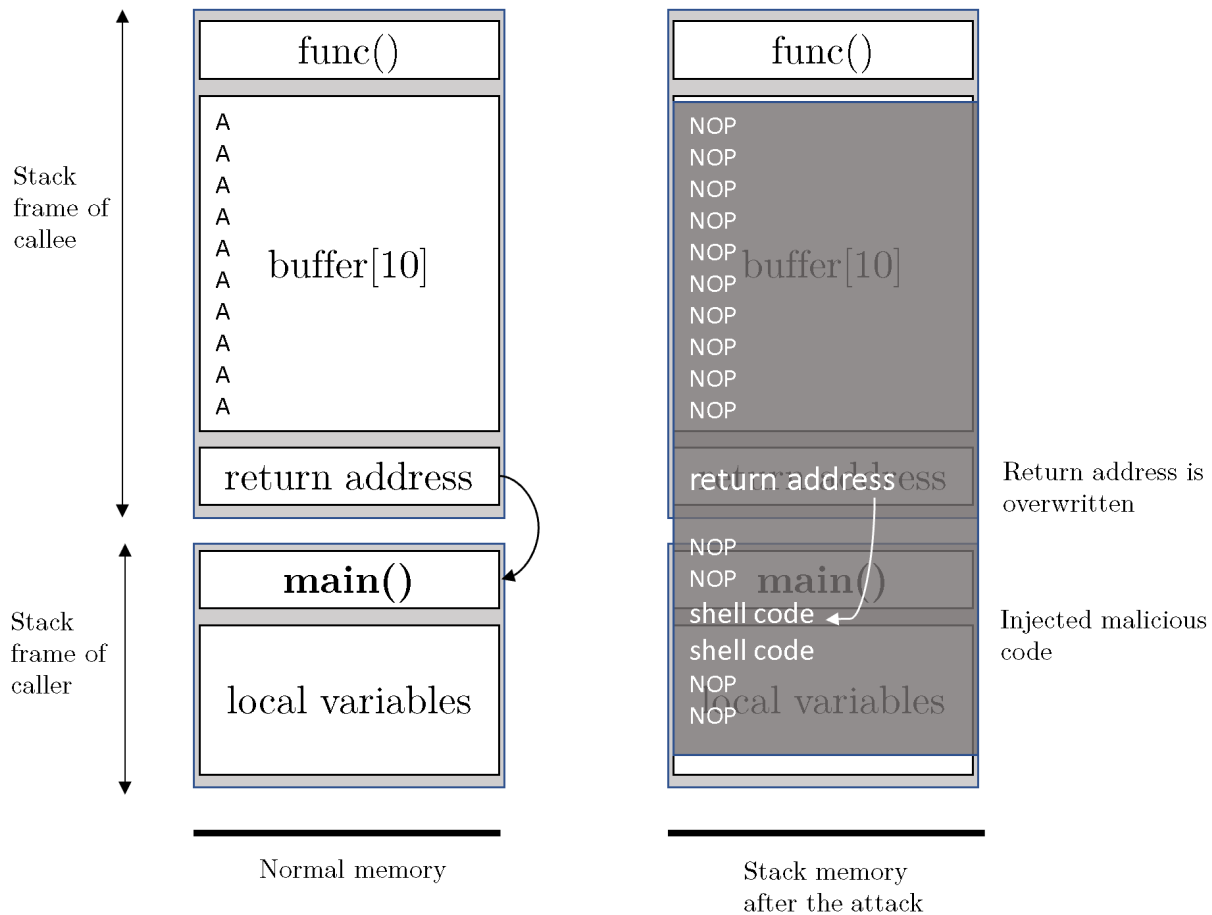 func()
A
A
A
A
A
A
A
A
A
A
buffer[10]
return address
main()
local variables
Stack
frame of
callee
Stack
frame of
caller
Normal memory
func()
NOP
NOP
NOP
NOP
NOP
NOP
NOP
NOP
NOP
NOP
buffer[10]
return address
return address
NOP
NOP
main()
shell code
shell code
NOP
local variables
NOP
Return address is
overwritten
Injected malicious
code
Stack memory
after the attack